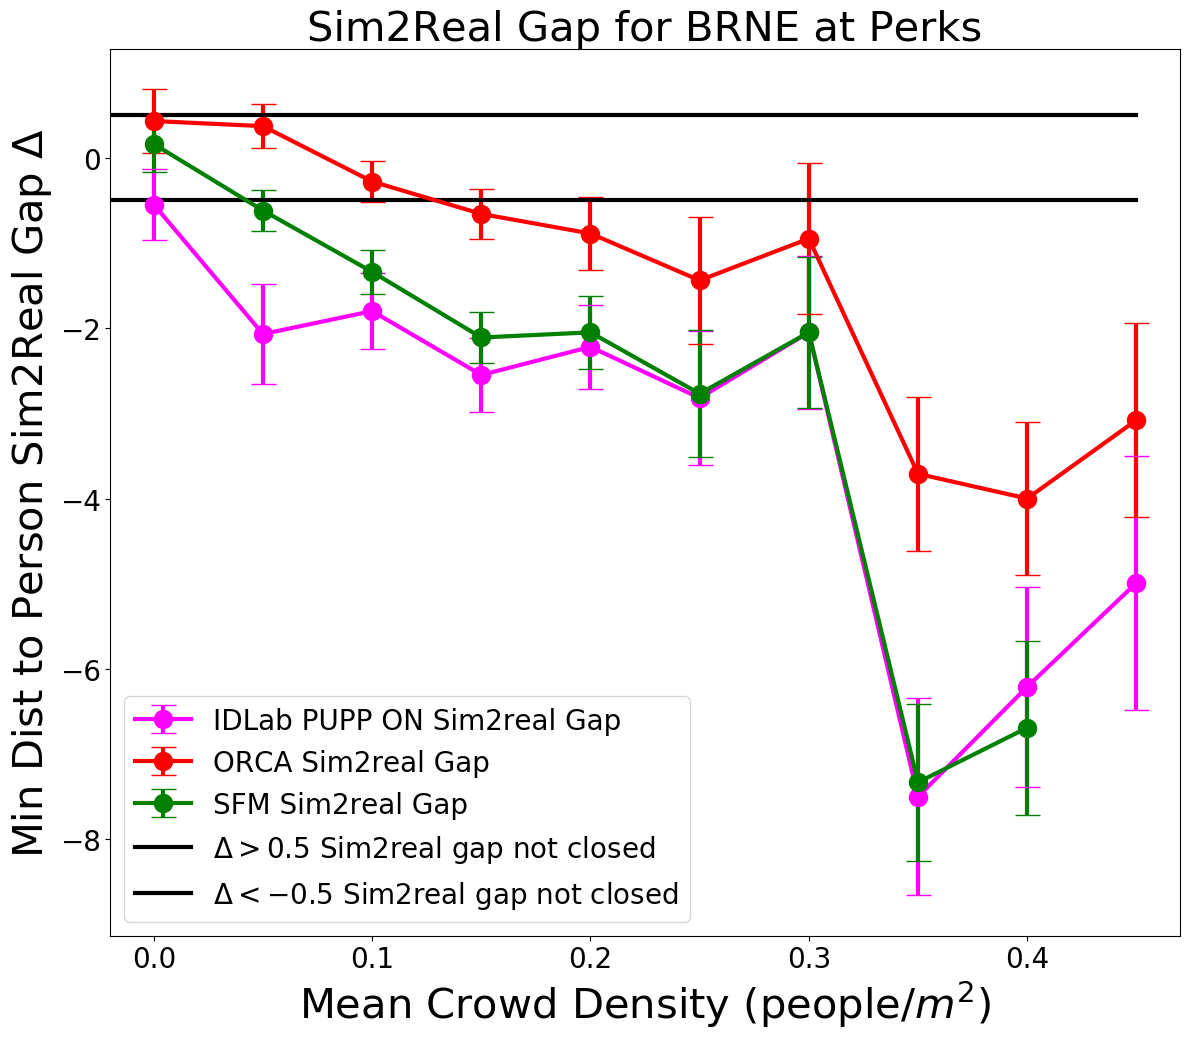 Sim2Real Gap for BRNE at Perks
Min Dist to Person Sim2Real Gap Δ
0
−2
−4
−6
−8
IDLab PUPP ON Sim2real Gap
ORCA Sim2real Gap
SFM Sim2real Gap
Δ > 0.5 Sim2real gap not closed
Δ < −0.5 Sim2real gap not closed
0.0 0.1 0.2 0.3 0.4
Mean Crowd Density (people/m²)